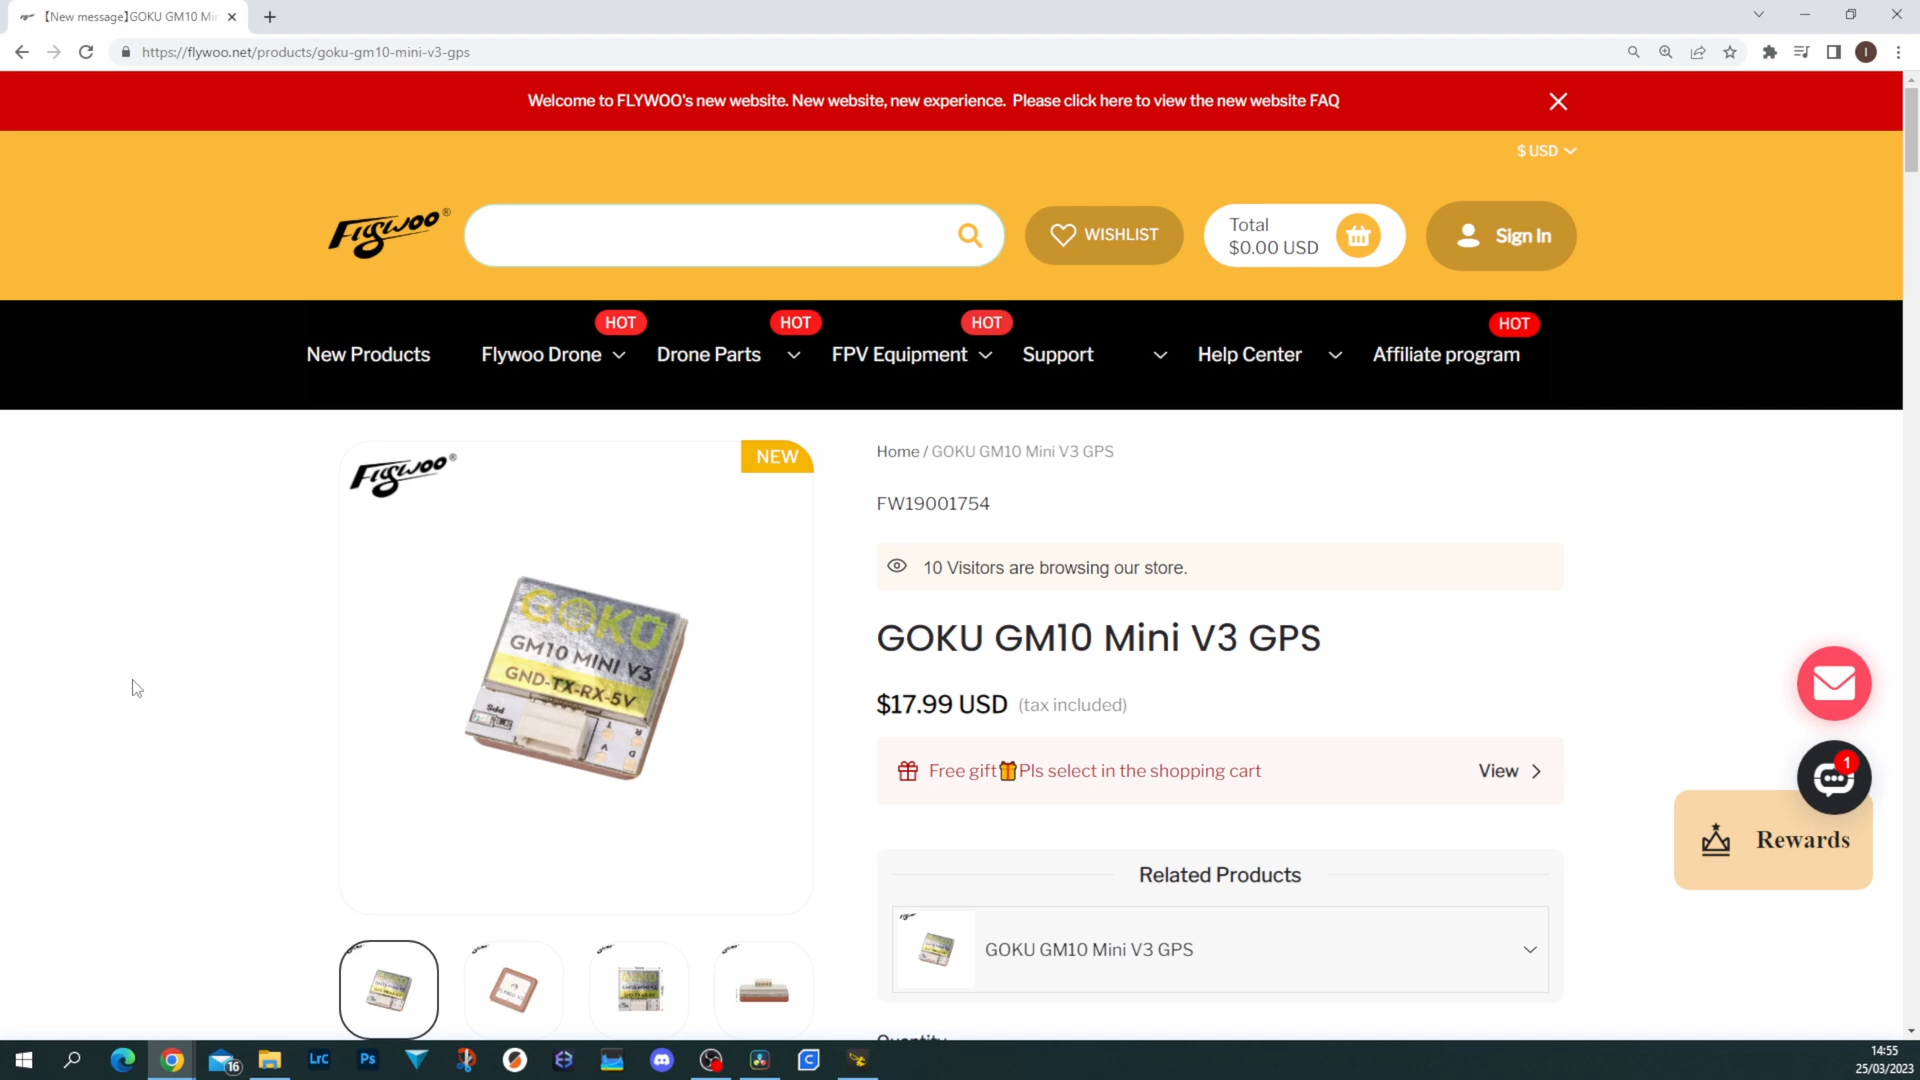 【New message】GOKU GM10 Mi
https://flywoo.net/products/goku-gm10-mini-v3-gps
I
Welcome to FLYWOO's new website. New website, new experience. Please click here to view the new website FAQ
$ USD
Flywoo®
WISHLIST
Total
$0.00 USD
Sign In
HOT
HOT
HOT
HOT
New Products
Flywoo Drone
Drone Parts
FPV Equipment
Support
Help Center
Affiliate program
Flywoo®
NEW
GOKU
GM10 MINI V3
GND-TX-RX-5V
Home / GOKU GM10 Mini V3 GPS
FW19001754
10 Visitors are browsing our store.
GOKU GM10 Mini V3 GPS
$17.99 USD (tax included)
Free gift🎁Pls select in the shopping cart
View
1
Rewards
Related Products
GOKU GM10 Mini V3 GPS
Quantity
16
LrC
Ps
14:55
25/03/2023